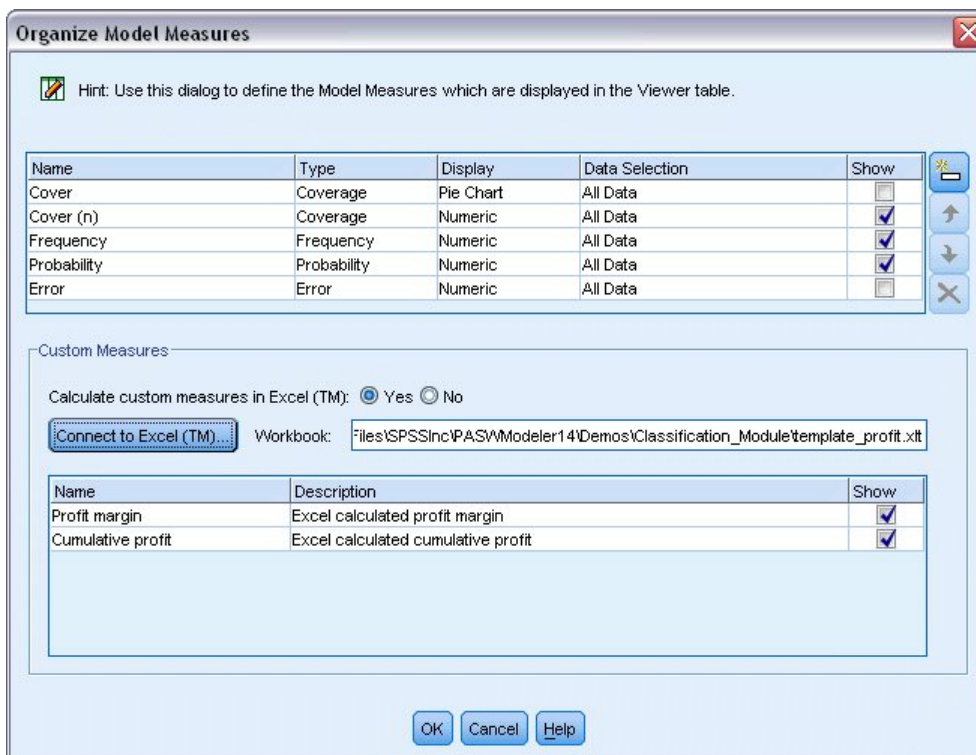 Organize Model Measures
Hint: Use this dialog to define the Model Measures which are displayed in the Viewer table.
Name Type Display Data Selection Show
Cover Coverage Pie Chart All Data
Cover (n) Coverage Numeric All Data
Frequency Frequency Numeric All Data
Probability Probability Numeric All Data
Error Error Numeric All Data
Custom Measures
Calculate custom measures in Excel (TM): Yes No
Connect to Excel (TM)... Workbook: Files\SPSSInc\PASWModeler14\Demos\Classification_Module\template_profit.xlt
Name Description Show
Profit margin Excel calculated profit margin
Cumulative profit Excel calculated cumulative profit
OK Cancel Help